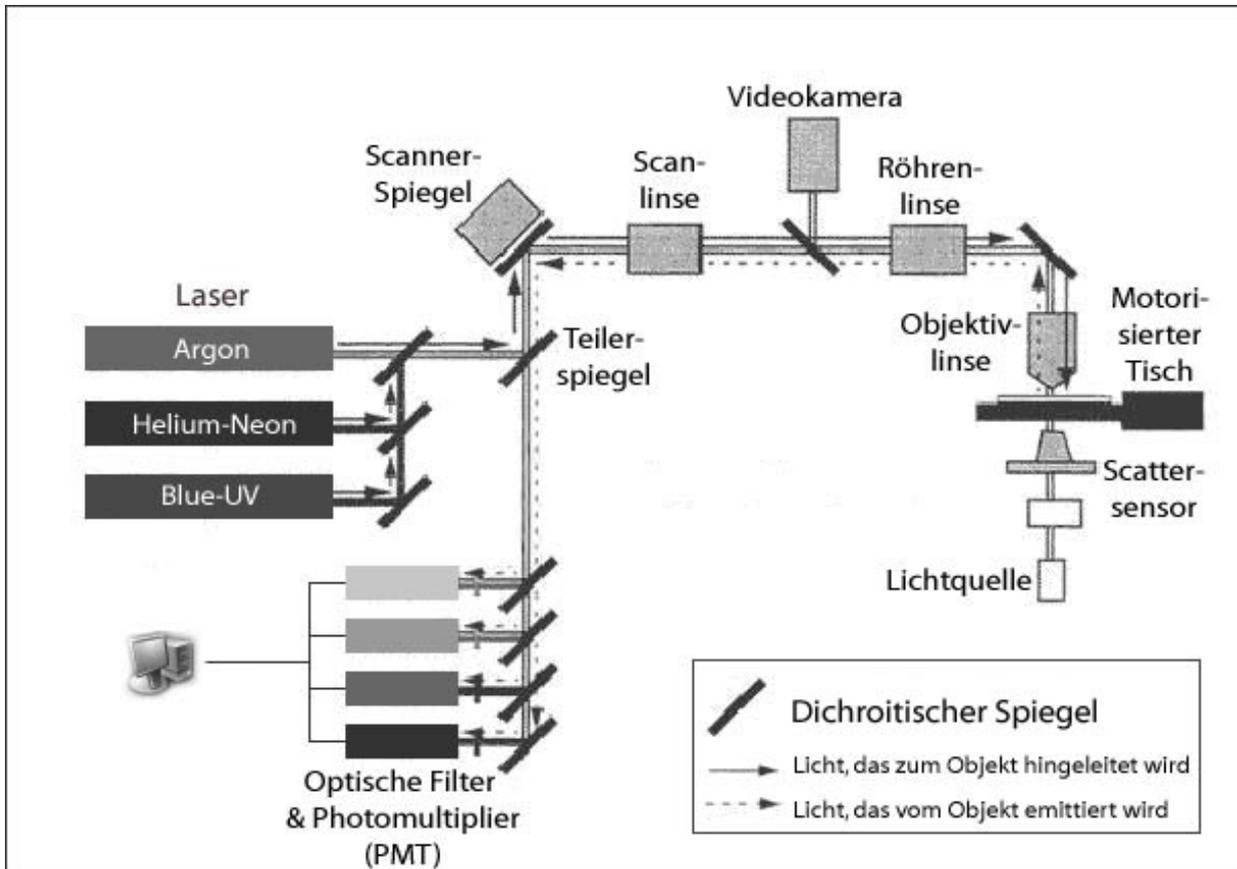 Videokamera
Scanner-
Spiegel
Scan-
linse
Röhren-
linse
Laser
Argon
Helium-Neon
Blue-UV
Teiler-
spiegel
Objektiv-
linse
Motori-
sierter
Tisch
Scatter-
sensor
Lichtquelle
Optische Filter
& Photomultiplier
(PMT)
Dichroitischer Spiegel
Licht, das zum Objekt hingeleitet wird
Licht, das vom Objekt emittiert wird